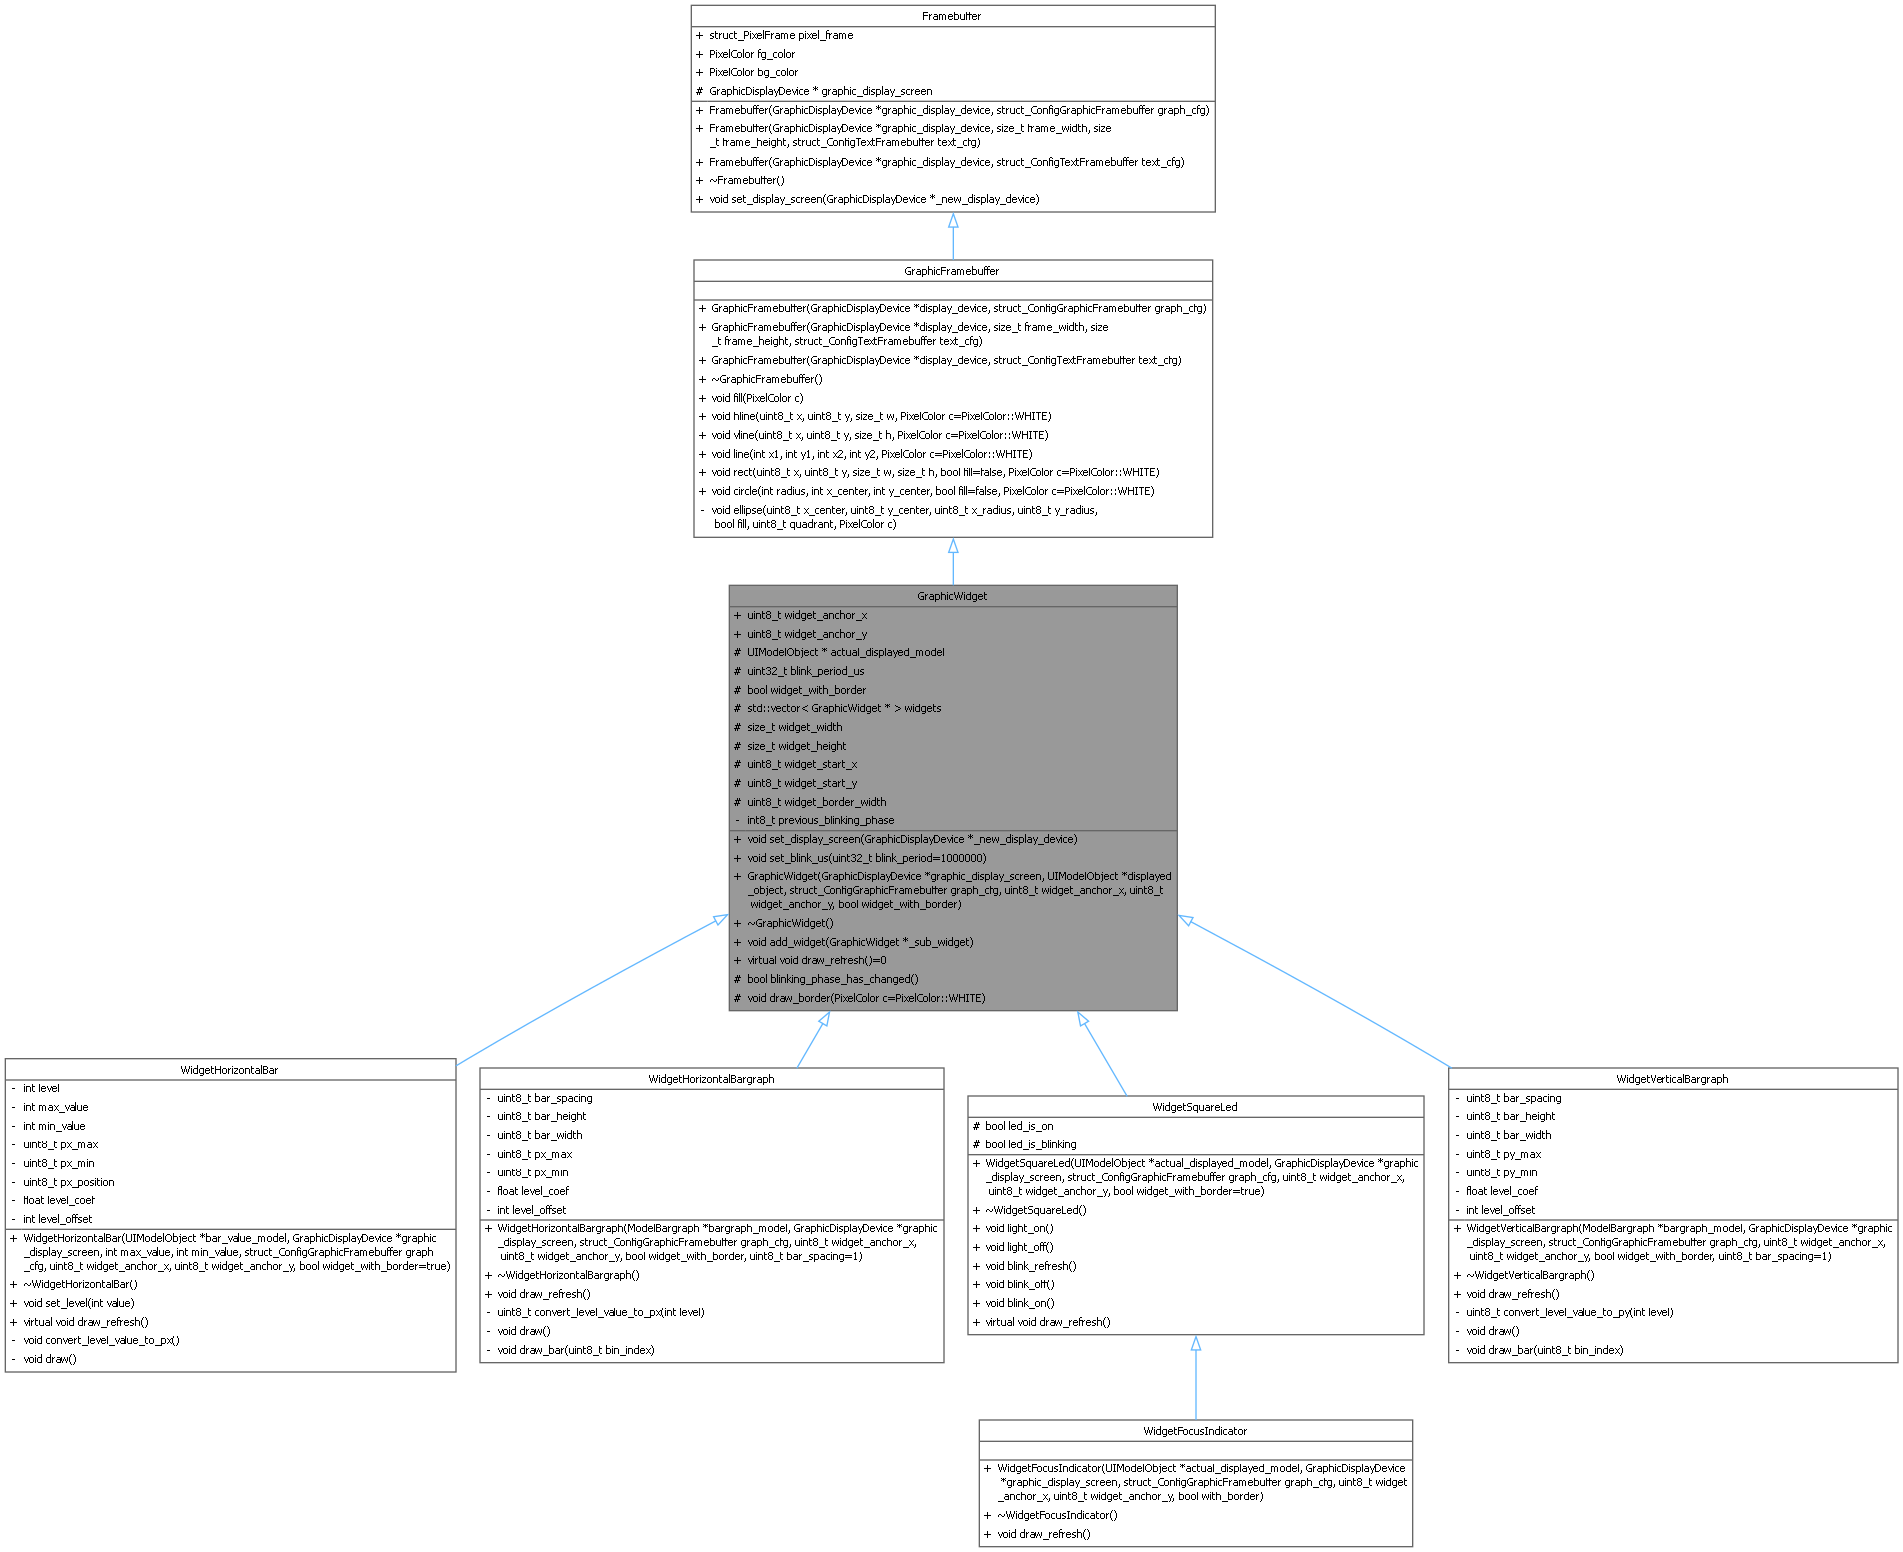 Framebuffer
+ struct_PixelFrame pixel_frame
+ PixelColor fg_color
+ PixelColor bg_color
# GraphicDisplayDevice * graphic_display_screen
+ Framebuffer(GraphicDisplayDevice *graphic_display_device, struct_ConfigGraphicFramebuffer graph_cfg)
+ Framebuffer(GraphicDisplayDevice *graphic_display_device, size_t frame_width, size
_t frame_height, struct_ConfigTextFramebuffer text_cfg)
+ Framebuffer(GraphicDisplayDevice *graphic_display_device, struct_ConfigTextFramebuffer text_cfg)
+ ~Framebuffer()
+ void set_display_screen(GraphicDisplayDevice *_new_display_device)
GraphicFramebuffer
+ GraphicFramebuffer(GraphicDisplayDevice *display_device, struct_ConfigGraphicFramebuffer graph_cfg)
+ GraphicFramebuffer(GraphicDisplayDevice *display_device, size_t frame_width, size
_t frame_height, struct_ConfigTextFramebuffer text_cfg)
+ GraphicFramebuffer(GraphicDisplayDevice *display_device, struct_ConfigTextFramebuffer text_cfg)
+ ~GraphicFramebuffer()
+ void fill(PixelColor c)
+ void hline(uint8_t x, uint8_t y, size_t w, PixelColor c=PixelColor::WHITE)
+ void vline(uint8_t x, uint8_t y, size_t h, PixelColor c=PixelColor::WHITE)
+ void line(int x1, int y1, int x2, int y2, PixelColor c=PixelColor::WHITE)
+ void rect(uint8_t x, uint8_t y, size_t w, size_t h, bool fill=false, PixelColor c=PixelColor::WHITE)
+ void circle(int radius, int x_center, int y_center, bool fill=false, PixelColor c=PixelColor::WHITE)
- void ellipse(uint8_t x_center, uint8_t y_center, uint8_t x_radius, uint8_t y_radius,
bool fill, uint8_t quadrant, PixelColor c)
GraphicWidget
+ uint8_t widget_anchor_x
+ uint8_t widget_anchor_y
# UIModelObject * actual_displayed_model
# uint32_t blink_period_us
# bool widget_with_border
# std::vector< GraphicWidget * > widgets
# size_t widget_width
# size_t widget_height
# uint8_t widget_start_x
# uint8_t widget_start_y
# uint8_t widget_border_width
- int8_t previous_blinking_phase
+ void set_display_screen(GraphicDisplayDevice *_new_display_device)
+ void set_blink_us(uint32_t blink_period=1000000)
+ GraphicWidget(GraphicDisplayDevice *graphic_display_screen, UIModelObject *displayed
_object, struct_ConfigGraphicFramebuffer graph_cfg, uint8_t widget_anchor_x, uint8_t
widget_anchor_y, bool widget_with_border)
+ ~GraphicWidget()
+ void add_widget(GraphicWidget *_sub_widget)
+ virtual void draw_refresh()=0
# bool blinking_phase_has_changed()
# void draw_border(PixelColor c=PixelColor::WHITE)
WidgetHorizontalBar
- int level
- int max_value
- int min_value
- uint8_t px_max
- uint8_t px_min
- uint8_t px_position
- float level_coef
- int level_offset
+ WidgetHorizontalBar(UIModelObject *bar_value_model, GraphicDisplayDevice *graphic
_display_screen, int max_value, int min_value, struct_ConfigGraphicFramebuffer graph
_cfg, uint8_t widget_anchor_x, uint8_t widget_anchor_y, bool widget_with_border=true)
+ ~WidgetHorizontalBar()
+ void set_level(int value)
+ virtual void draw_refresh()
- void convert_level_value_to_px()
- void draw()
WidgetHorizontalBargraph
- uint8_t bar_spacing
- uint8_t bar_height
- uint8_t bar_width
- uint8_t px_max
- uint8_t px_min
- float level_coef
- int level_offset
+ WidgetHorizontalBargraph(ModelBargraph *bargraph_model, GraphicDisplayDevice *graphic
_display_screen, struct_ConfigGraphicFramebuffer graph_cfg, uint8_t widget_anchor_x,
uint8_t widget_anchor_y, bool widget_with_border, uint8_t bar_spacing=1)
+ ~WidgetHorizontalBargraph()
+ void draw_refresh()
- uint8_t convert_level_value_to_px(int level)
- void draw()
- void draw_bar(uint8_t bin_index)
WidgetSquareLed
# bool led_is_on
# bool led_is_blinking
+ WidgetSquareLed(UIModelObject *actual_displayed_model, GraphicDisplayDevice *graphic
_display_screen, struct_ConfigGraphicFramebuffer graph_cfg, uint8_t widget_anchor_x,
uint8_t widget_anchor_y, bool widget_with_border=true)
+ ~WidgetSquareLed()
+ void light_on()
+ void light_off()
+ void blink_refresh()
+ void blink_off()
+ void blink_on()
+ virtual void draw_refresh()
WidgetVerticalBargraph
- uint8_t bar_spacing
- uint8_t bar_height
- uint8_t bar_width
- uint8_t py_max
- uint8_t py_min
- float level_coef
- int level_offset
+ WidgetVerticalBargraph(ModelBargraph *bargraph_model, GraphicDisplayDevice *graphic
_display_screen, struct_ConfigGraphicFramebuffer graph_cfg, uint8_t widget_anchor_x,
uint8_t widget_anchor_y, bool widget_with_border, uint8_t bar_spacing=1)
+ ~WidgetVerticalBargraph()
+ void draw_refresh()
- uint8_t convert_level_value_to_py(int level)
- void draw()
- void draw_bar(uint8_t bin_index)
WidgetFocusIndicator
+ WidgetFocusIndicator(UIModelObject *actual_displayed_model, GraphicDisplayDevice
*graphic_display_screen, struct_ConfigGraphicFramebuffer graph_cfg, uint8_t widget
_anchor_x, uint8_t widget_anchor_y, bool with_border)
+ ~WidgetFocusIndicator()
+ void draw_refresh()